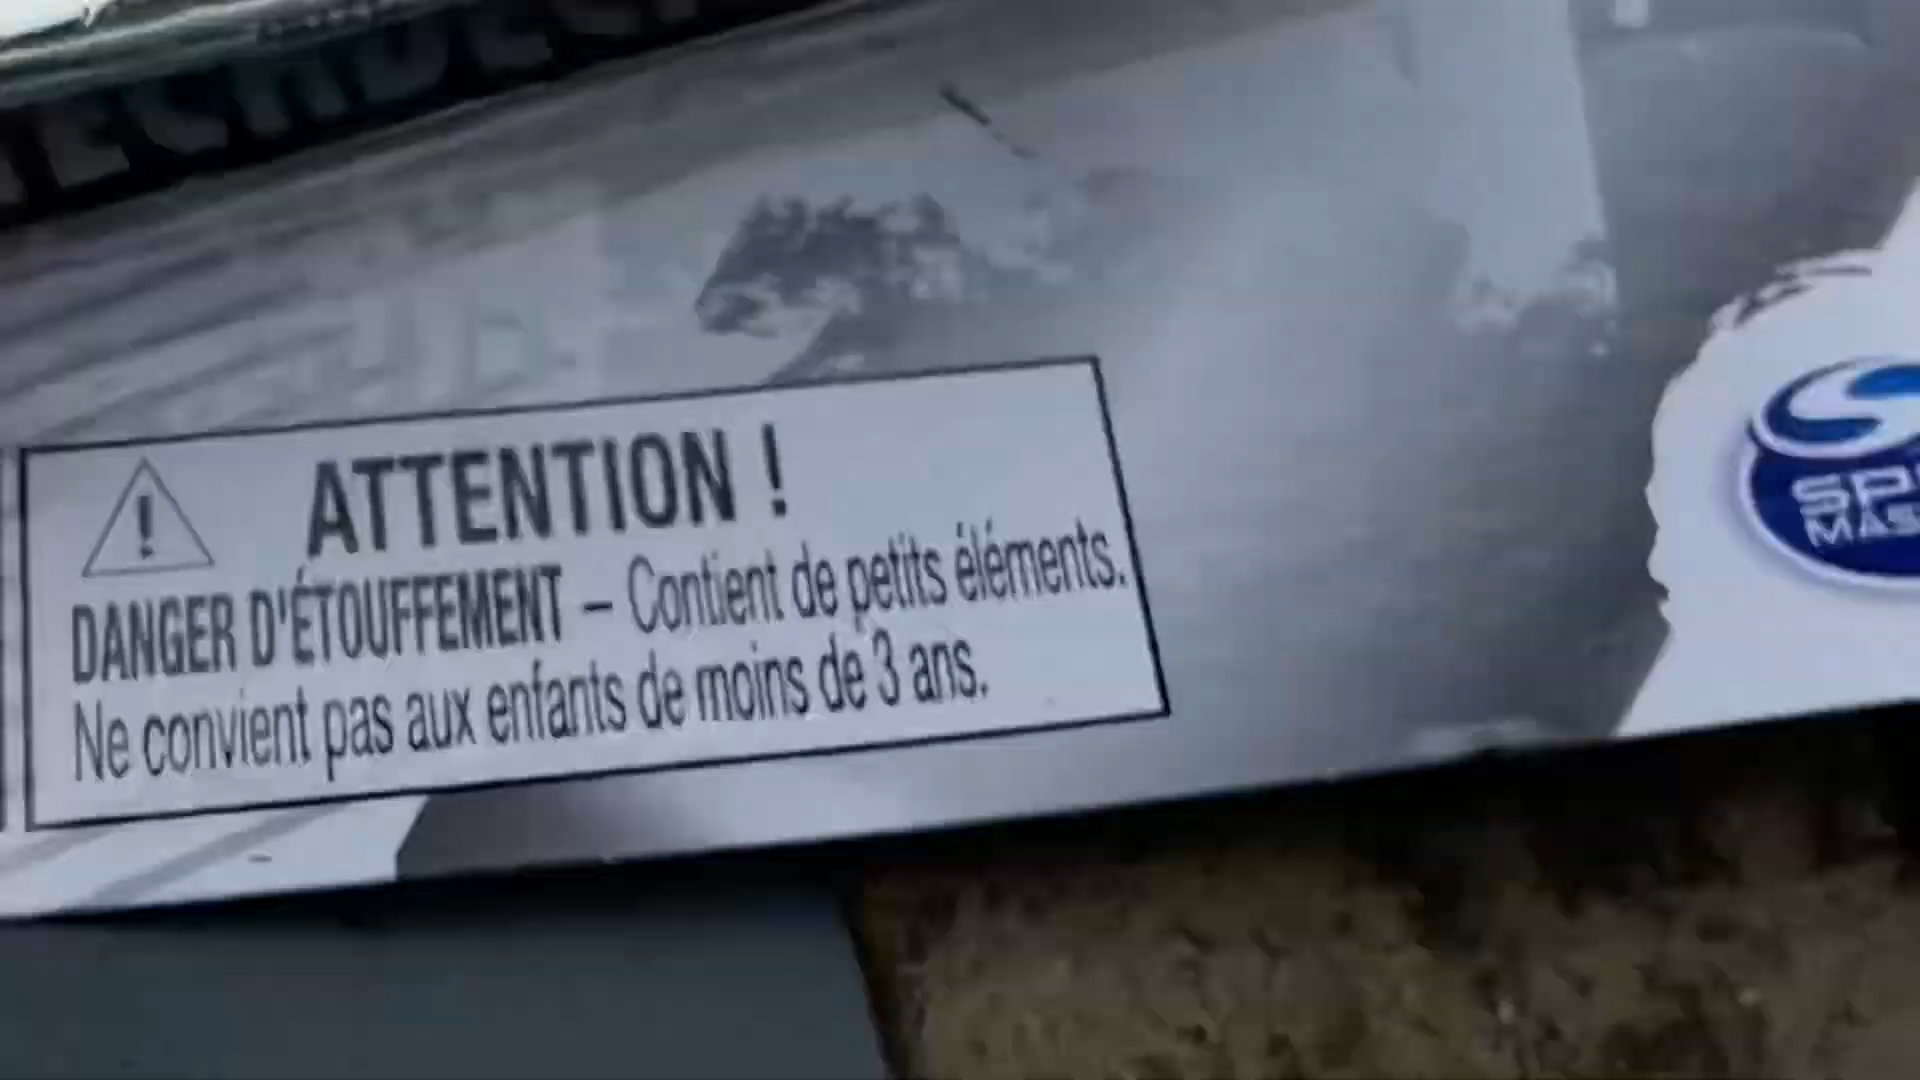 ATTENTION !
DANGER D'ÉTOUFFEMENT – Contient de petits éléments.
Ne convient pas aux enfants de moins de 3 ans.